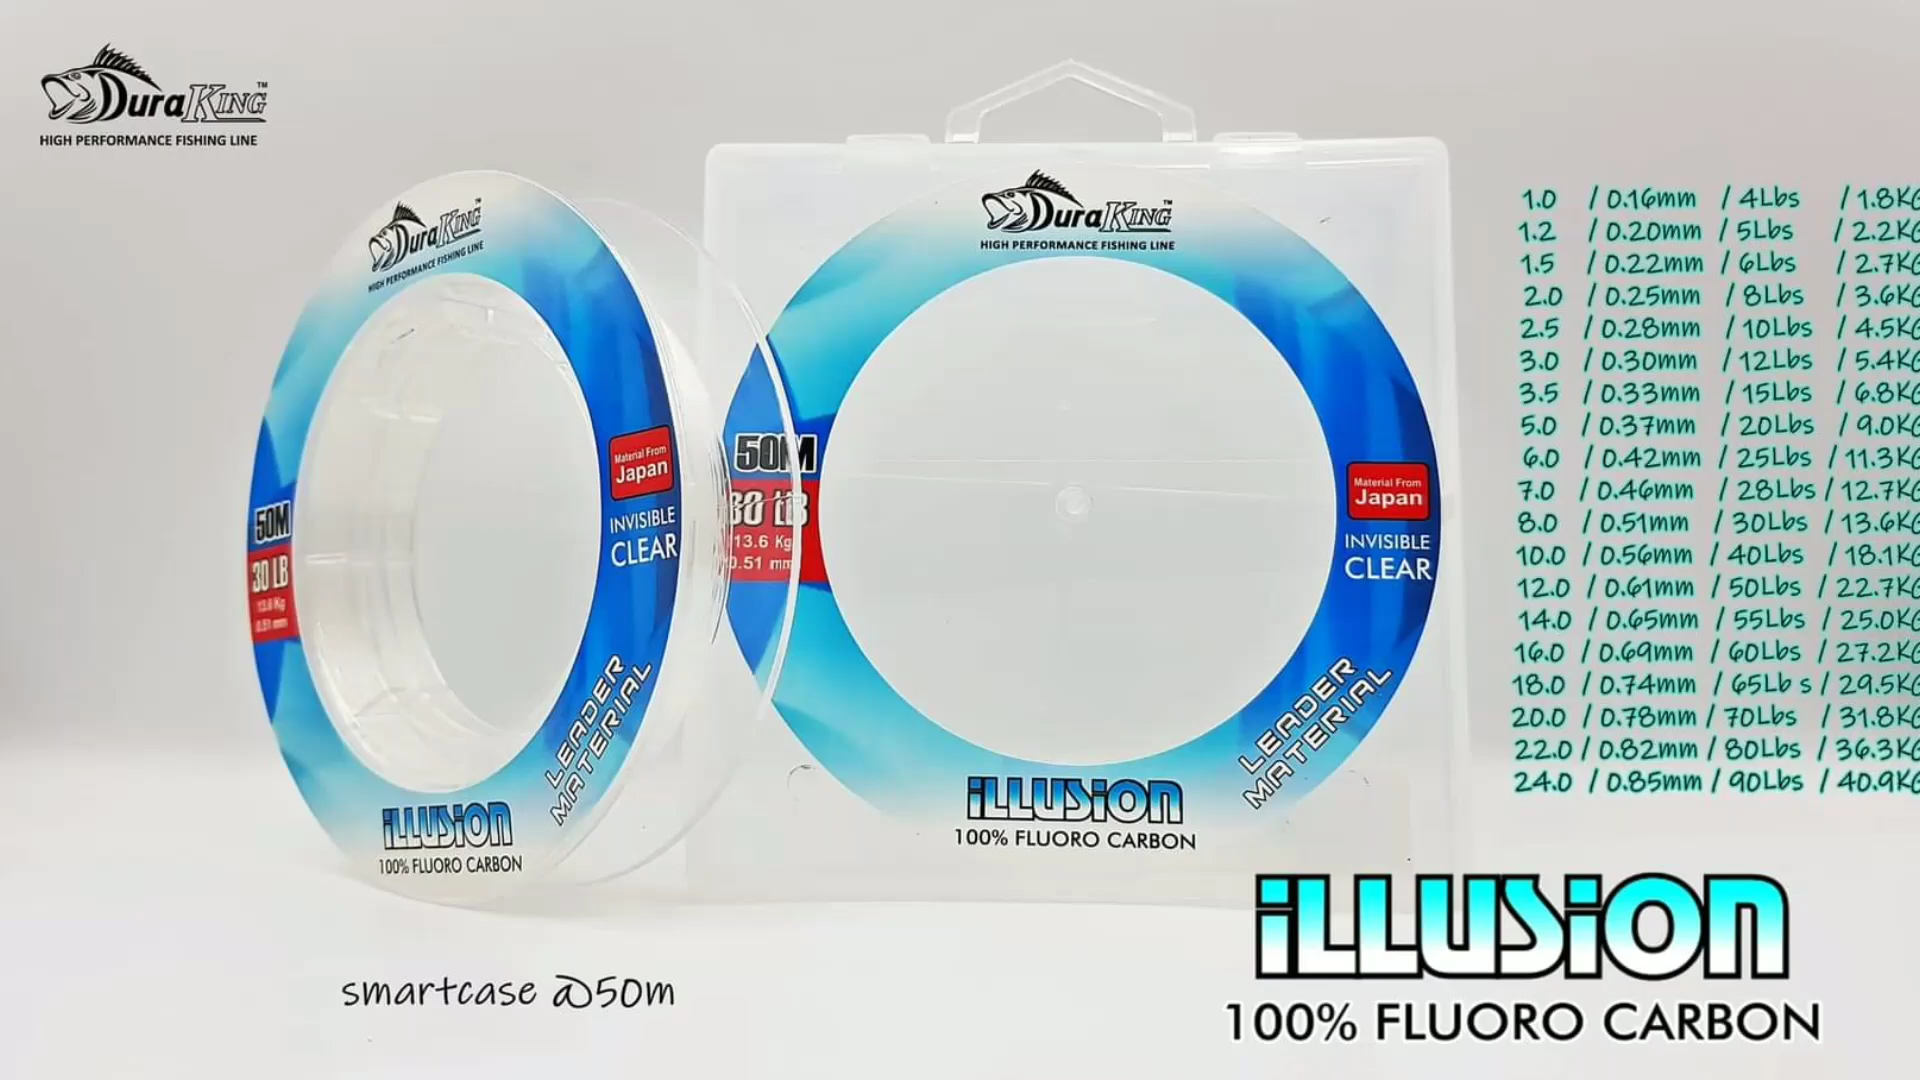 DuraKING™
HIGH PERFORMANCE FISHING LINE
DuraKING
HIGH PERFORMANCE FISHING LINE
50M
30 LB
13.6 Kg
0.51 mm
Material From
Japan
INVISIBLE
CLEAR
LEADER
MATERIAL
iLLUSiON
100% FLUORO CARBON
DuraKING™
HIGH PERFORMANCE FISHING LINE
50M
30 LB
13.6 Kg
0.51 mm
Material From
Japan
INVISIBLE
CLEAR
LEADER
MATERIAL
iLLUSiON
100% FLUORO CARBON
1.0 / 0.16mm / 4Lbs / 1.8KG
1.2 / 0.20mm / 5Lbs / 2.2KG
1.5 / 0.22mm / 6Lbs / 2.7KG
2.0 / 0.25mm / 8Lbs / 3.6KG
2.5 / 0.28mm / 10Lbs / 4.5KG
3.0 / 0.30mm / 12Lbs / 5.4KG
3.5 / 0.33mm / 15Lbs / 6.8KG
5.0 / 0.37mm / 20Lbs / 9.0KG
6.0 / 0.42mm / 25Lbs / 11.3KG
7.0 / 0.46mm / 28Lbs / 12.7KG
8.0 / 0.51mm / 30Lbs / 13.6KG
10.0 / 0.56mm / 40Lbs / 18.1KG
12.0 / 0.61mm / 50Lbs / 22.7KG
14.0 / 0.65mm / 55Lbs / 25.0KG
16.0 / 0.69mm / 60Lbs / 27.2KG
18.0 / 0.74mm / 65Lb s / 29.5KG
20.0 / 0.78mm / 70Lbs / 31.8KG
22.0 / 0.82mm / 80Lbs / 36.3KG
24.0 / 0.85mm / 90Lbs / 40.9KG
smartcase @50m
iLLUSiON
100% FLUORO CARBON